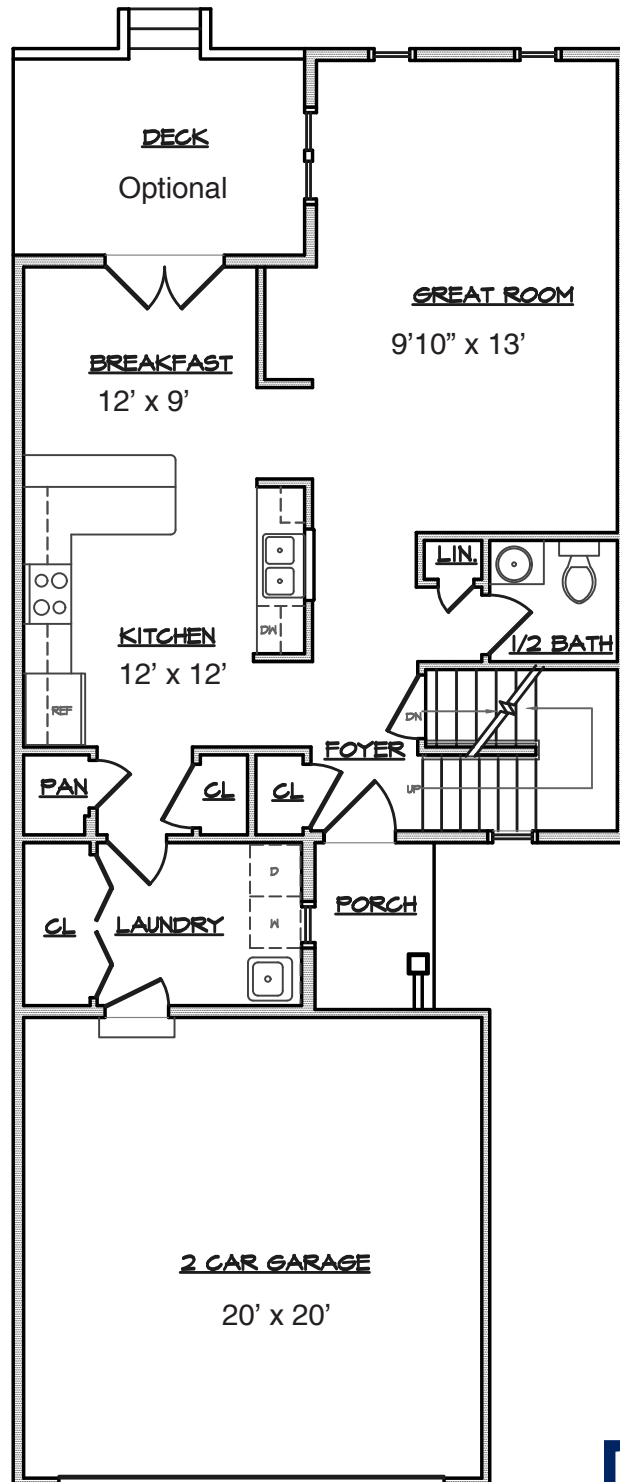 DECK
Optional
GREAT ROOM
9'10” x 13’
BREAKFAST
12’ x 9’
LIN.
1/2 BATH
KITCHEN
12’ x 12’
DW
REF
DN
FOYER
UP
PAN
CL
CL
D
W
PORCH
CL
LAUNDRY
2 CAR GARAGE
20’ x 20’